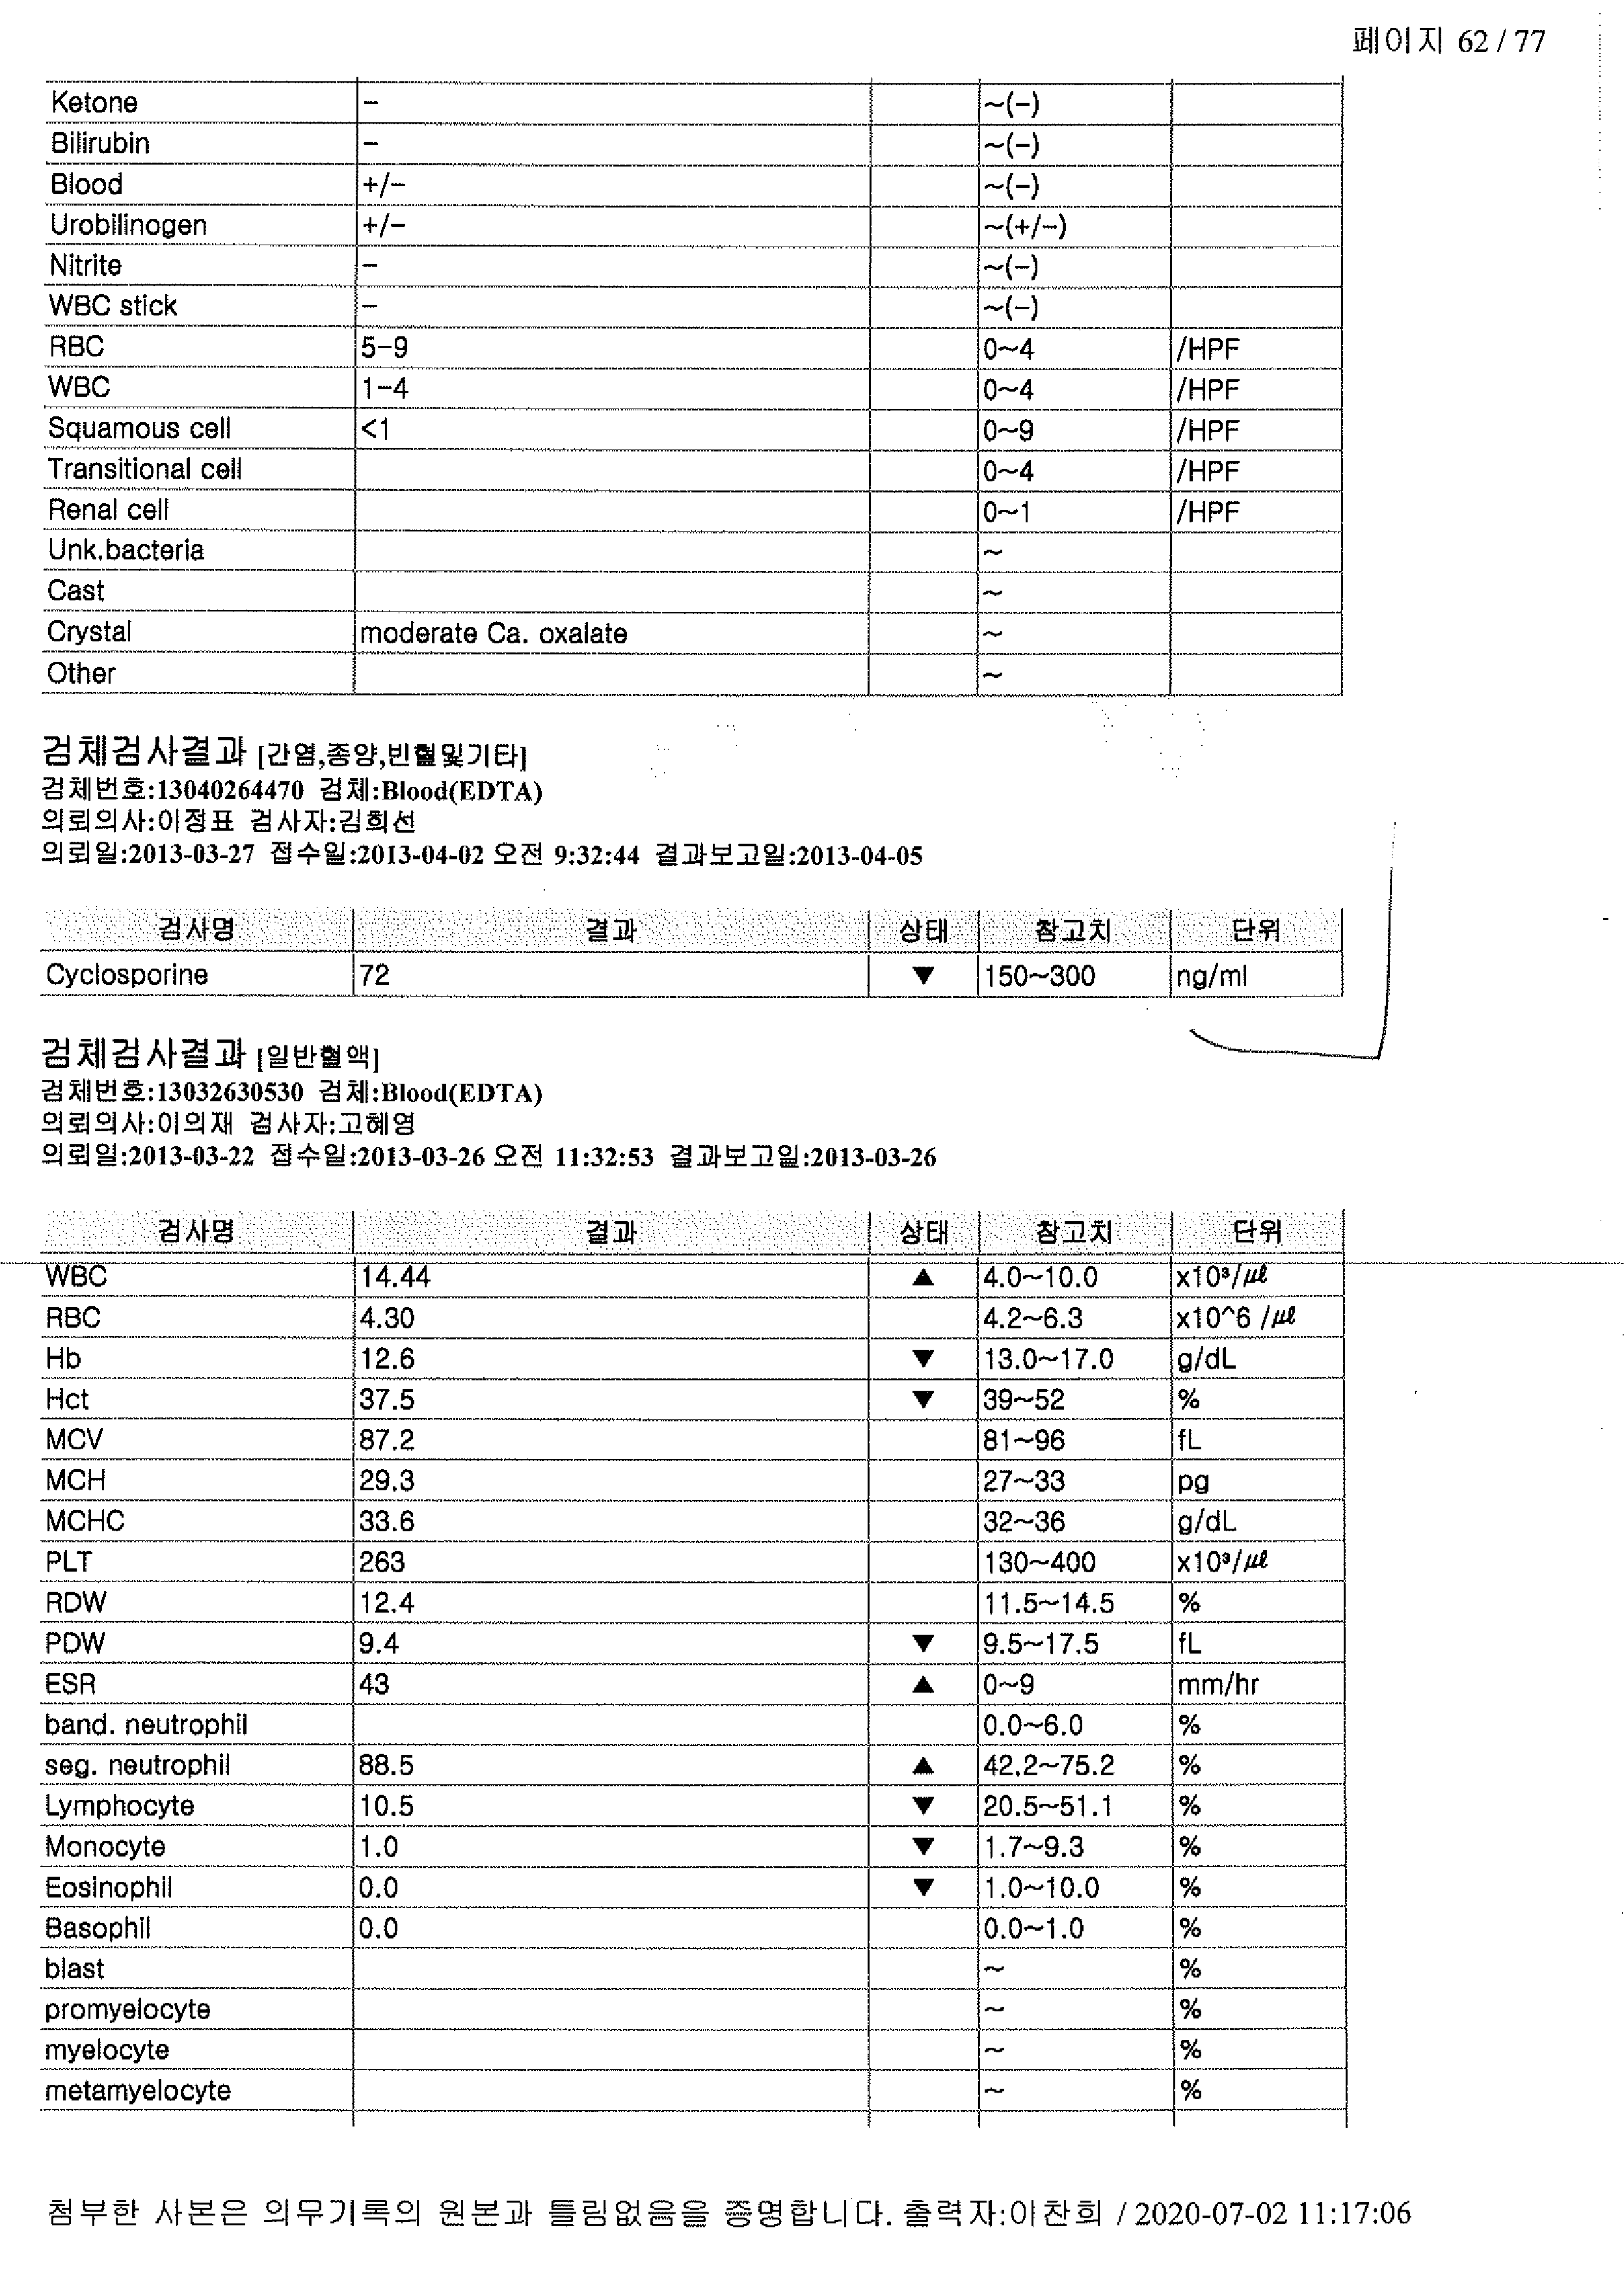 페이지 62 / 77
Ketone - ~(-)
Bilirubin - ~(-)
Blood +/- ~(-)
Urobilinogen +/- ~(+/-)
Nitrite - ~(-)
WBC stick - ~(-)
RBC 5-9 0~4 /HPF
WBC 1-4 0~4 /HPF
Squamous cell <1 0~9 /HPF
Transitional cell 0~4 /HPF
Renal cell 0~1 /HPF
Unk.bacteria ~
Cast ~
Crystal moderate Ca. oxalate ~
Other ~
검체검사결과 [간염,종양,빈혈및기타]
검체번호:13040264470 검체:Blood(EDTA)
의뢰의사:이정표 검사자:김희선
의뢰일:2013-03-27 접수일:2013-04-02 오전 9:32:44 결과보고일:2013-04-05
검사명 결과 상태 참고치 단위
Cyclosporine 72 ▼ 150~300 ng/ml
검체검사결과 [일반혈액]
검체번호:13032630530 검체:Blood(EDTA)
의뢰의사:이의재 검사자:고혜영
의뢰일:2013-03-22 접수일:2013-03-26 오전 11:32:53 결과보고일:2013-03-26
검사명 결과 상태 참고치 단위
WBC 14.44 ▲ 4.0~10.0 x10³/㎕
RBC 4.30 4.2~6.3 x10^6 /㎕
Hb 12.6 ▼ 13.0~17.0 g/dL
Hct 37.5 ▼ 39~52 %
MCV 87.2 81~96 fL
MCH 29.3 27~33 pg
MCHC 33.6 32~36 g/dL
PLT 263 130~400 x10³/㎕
RDW 12.4 11.5~14.5 %
PDW 9.4 ▼ 9.5~17.5 fL
ESR 43 ▲ 0~9 mm/hr
band. neutrophil 0.0~6.0 %
seg. neutrophil 88.5 ▲ 42.2~75.2 %
Lymphocyte 10.5 ▼ 20.5~51.1 %
Monocyte 1.0 ▼ 1.7~9.3 %
Eosinophil 0.0 ▼ 1.0~10.0 %
Basophil 0.0 0.0~1.0 %
blast ~ %
promyelocyte ~ %
myelocyte ~ %
metamyelocyte ~ %
첨부한 사본은 의무기록의 원본과 틀림없음을 증명합니다. 출력자:이찬희 / 2020-07-02 11:17:06